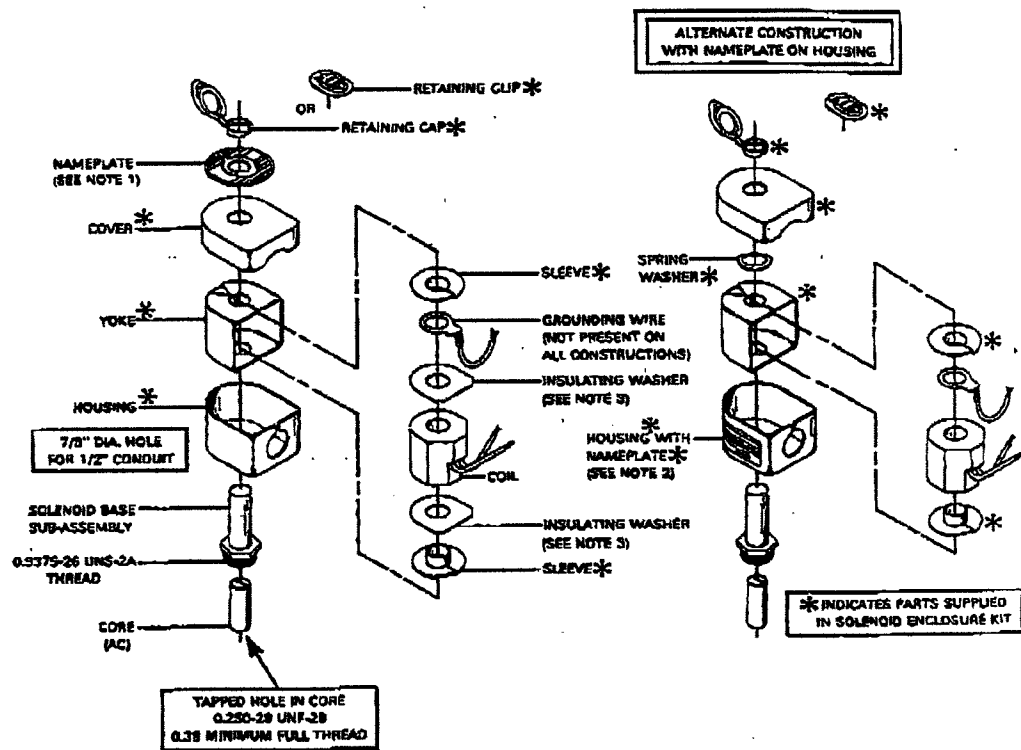 ALTERNATE CONSTRUCTION
WITH NAMEPLATE ON HOUSING
RETAINING CLIP*
OR
RETAINING CAP*
*
*
NAMEPLATE
(SEE NOTE 1)
COVER*
*
SPRING
WASHER*
SLEEVE*
YOKE*
*
GROUNDING WIRE
(NOT PRESENT ON
ALL CONSTRUCTIONS)
*
INSULATING WASHER
(SEE NOTE 3)
HOUSING*
7/8" DIA. HOLE
FOR 1/2" CONDUIT
*
HOUSING WITH
NAMEPLATE*
(SEE NOTE 2)
COIL
SOLENOID BASE
SUB-ASSEMBLY
INSULATING WASHER
(SEE NOTE 3)
*
0.9375-26 UNS-2A
THREAD
SLEEVE*
CORE
(AC)
* INDICATES PARTS SUPPLIED
IN SOLENOID ENCLOSURE KIT
TAPPED HOLE IN CORE
0.250-28 UNF-2B
0.38 MINIMUM FULL THREAD